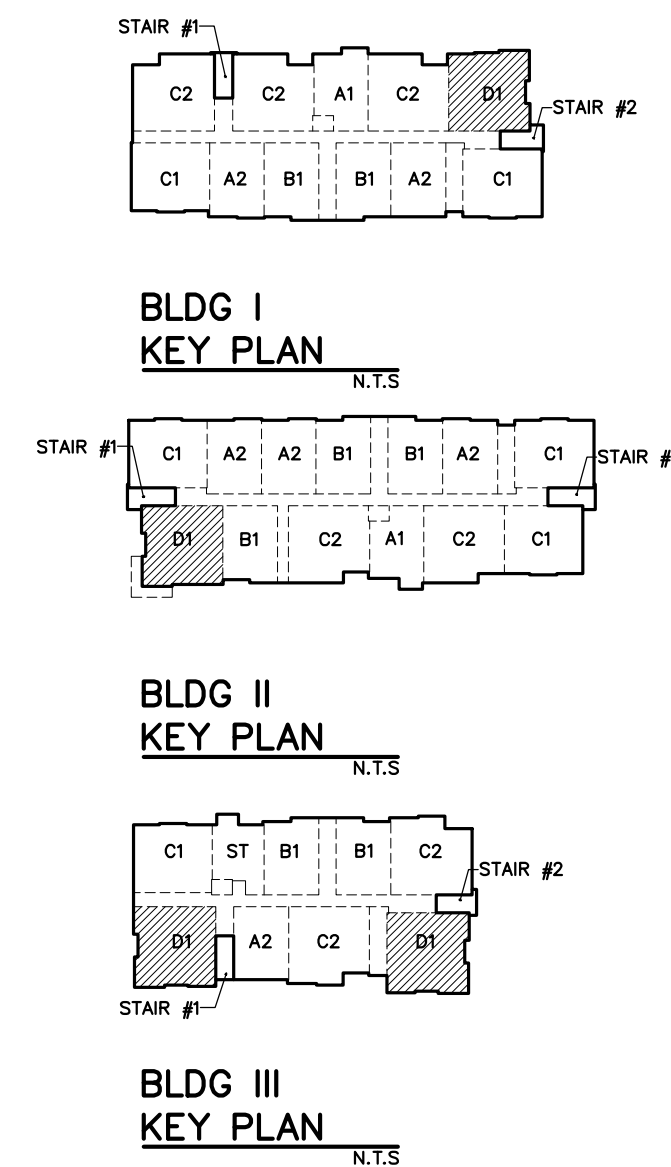 STAIR #1
C2 C2 A1 C2 D1
STAIR #2
C1 A2 B1 B1 A2 C1
BLDG I
KEY PLAN
N.T.S
STAIR #1
C1 A2 A2 B1 B1 A2 C1
STAIR #
D1 B1 C2 A1 C2 C1
BLDG II
KEY PLAN
N.T.S
C1 ST B1 B1 C2
STAIR #2
D1 A2 C2 D1
STAIR #1
BLDG III
KEY PLAN
N.T.S